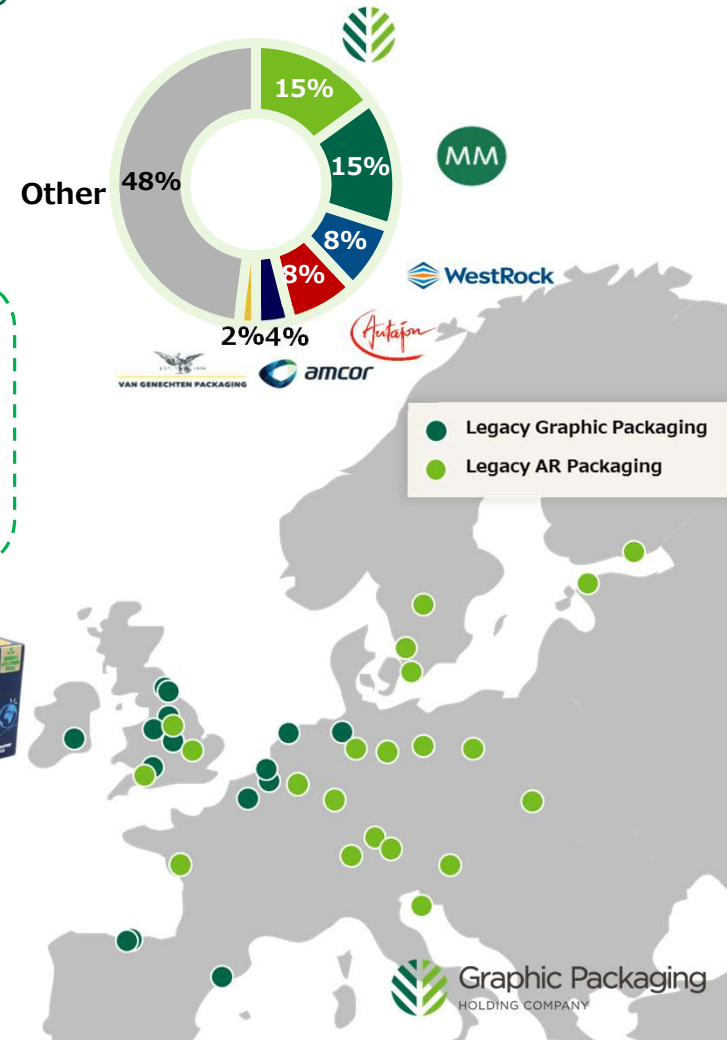 15%
MM
15%
Other
48%
8%
8%
WestRock
Autajon
2%
4%
amcor
VAN GENECHTEN PACKAGING
Legacy Graphic Packaging
Legacy AR Packaging
Graphic Packaging
HOLDING COMPANY